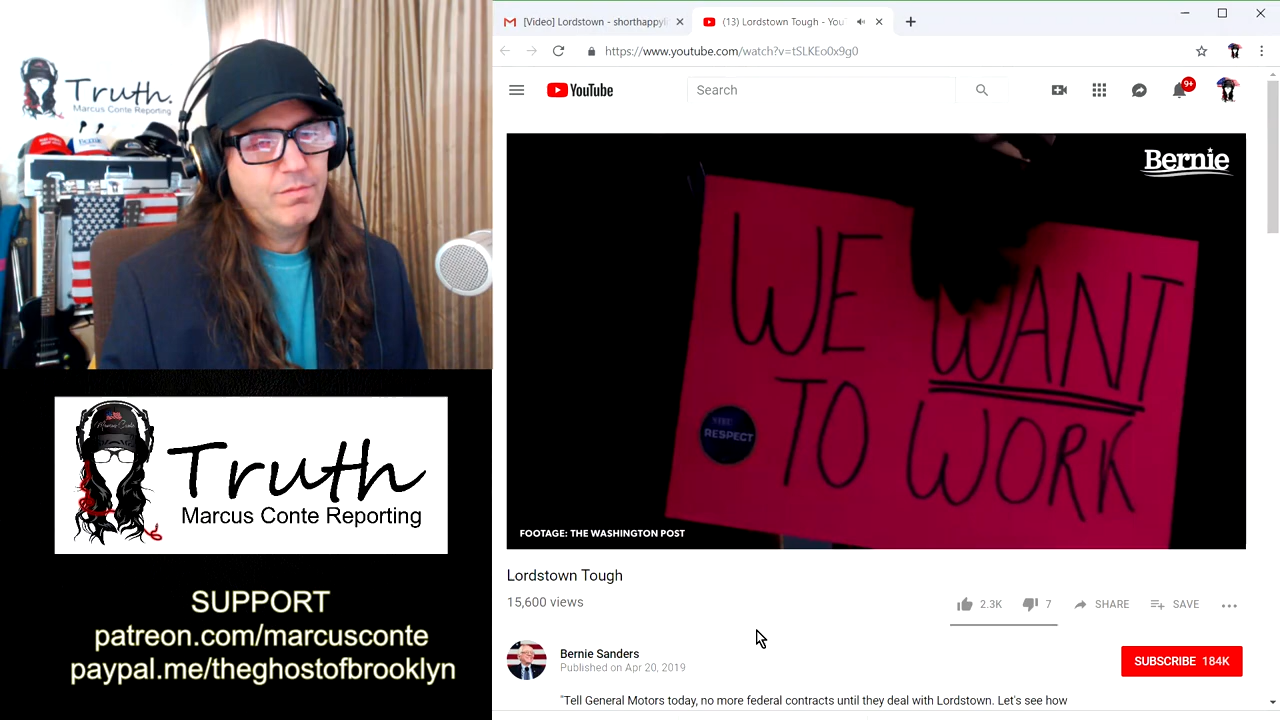 Truth.
Marcus Conte Reporting
Truth
Marcus Conte Reporting
SUPPORT
patreon.com/marcusconte
paypal.me/theghostofbrooklyn
[Video] Lordstown - shorthappyli
(13) Lordstown Tough - YouT
https://www.youtube.com/watch?v=tSLKEo0x9g0
YouTube
Search
9+
Bernie
WE WANT
TO WORK
RESPECT
FOOTAGE: THE WASHINGTON POST
Lordstown Tough
15,600 views
2.3K
7
SHARE
SAVE
Bernie Sanders
Published on Apr 20, 2019
SUBSCRIBE 184K
"Tell General Motors today, no more federal contracts until they deal with Lordstown. Let's see how